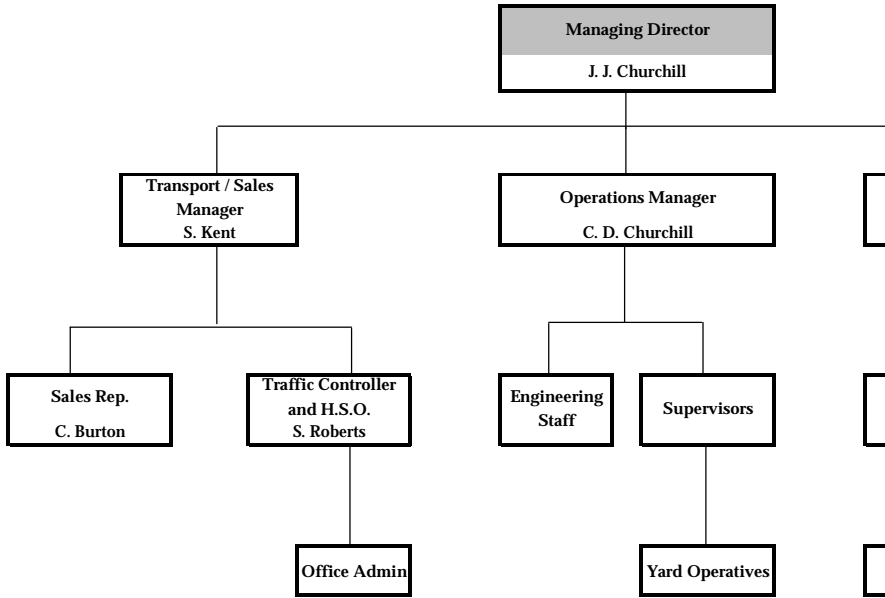 Managing Director
J. J. Churchill
Transport / Sales
Manager
S. Kent
Operations Manager
C. D. Churchill
Sales Rep.
C. Burton
Traffic Controller
and H.S.O.
S. Roberts
Engineering
Staff
Supervisors
Office Admin
Yard Operatives